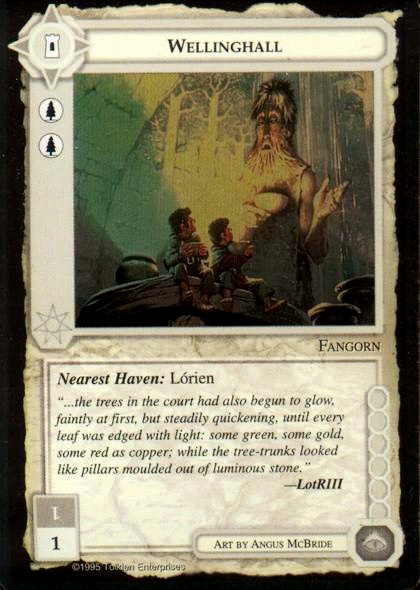 WELLINGHALL
FANGORN
Nearest Haven: Lórien
“...the trees in the court had also begun to glow,
faintly at first, but steadily quickening, until every
leaf was edged with light: some green, some gold,
some red as copper; while the tree-trunks looked
like pillars moulded out of luminous stone.”
—LotRIII
1
1
ART BY ANGUS MCBRIDE
©1995 Tolkien Enterprises